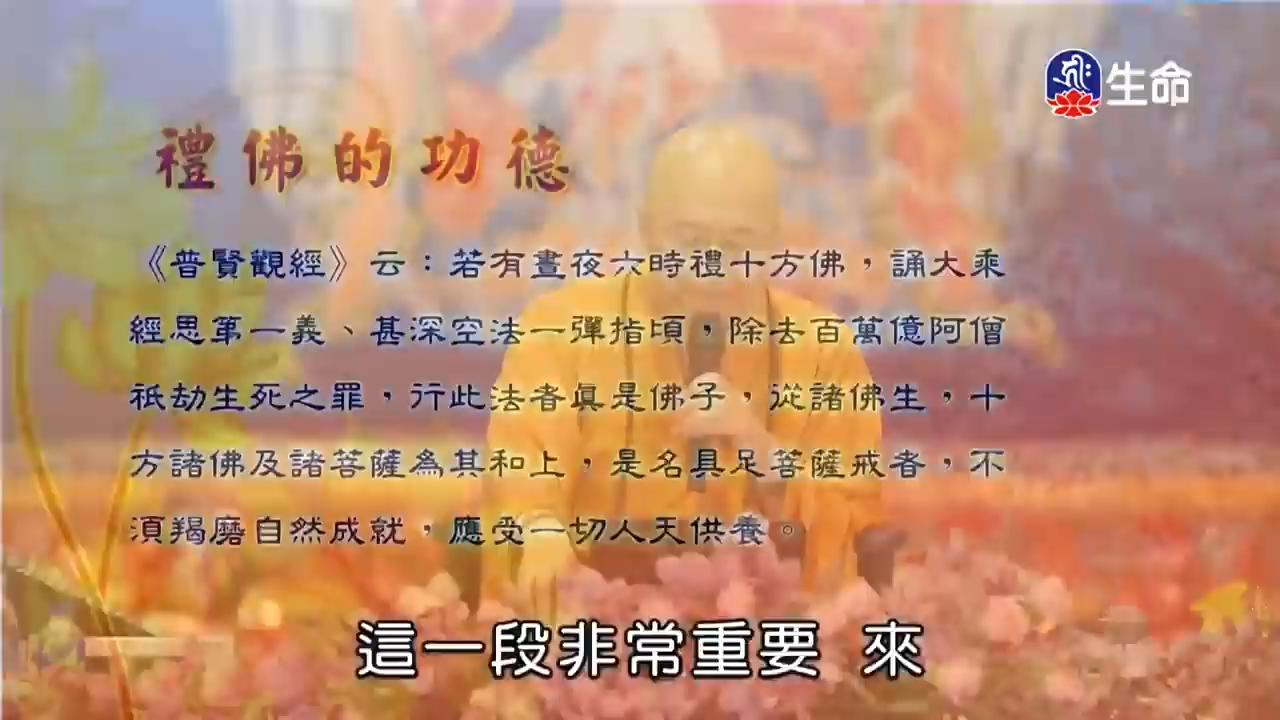 生命
禮佛的功德
《普賢觀經》云：若有晝夜六時禮十方佛，誦大乘
經思第一義、甚深空法一彈指頃，除去百萬億阿僧
祇劫生死之罪，行此法者真是佛子，從諸佛生，十
方諸佛及諸菩薩為其和上，是名具足菩薩戒者，不
須羯磨自然成就，應受一切人天供養。
這一段非常重要 來